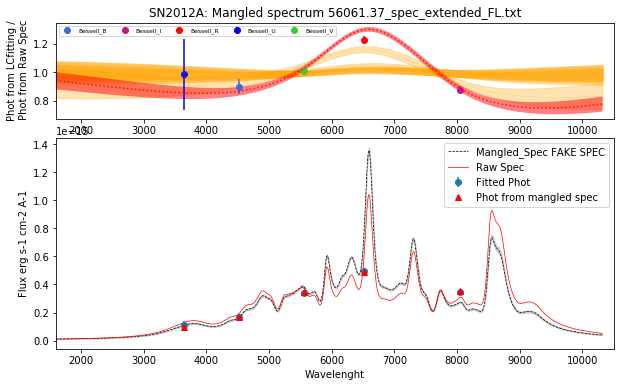 SN2012A: Mangled spectrum 56061.37_spec_extended_FL.txt
Phot from LCfitting /
Phot from Raw Spec
Bessell_B Bessell_I Bessell_R Bessell_U Bessell_V
1.2
1.0
0.8
2000 3000 4000 5000 6000 7000 8000 9000 10000
1.4
1.2
1.0
0.8
0.6
0.4
0.2
0.0
Flux erg s-1 cm-2 A-1
Mangled_Spec FAKE SPEC
Raw Spec
Fitted Phot
Phot from mangled spec
2000 3000 4000 5000 6000 7000 8000 9000 10000
Wavelenght